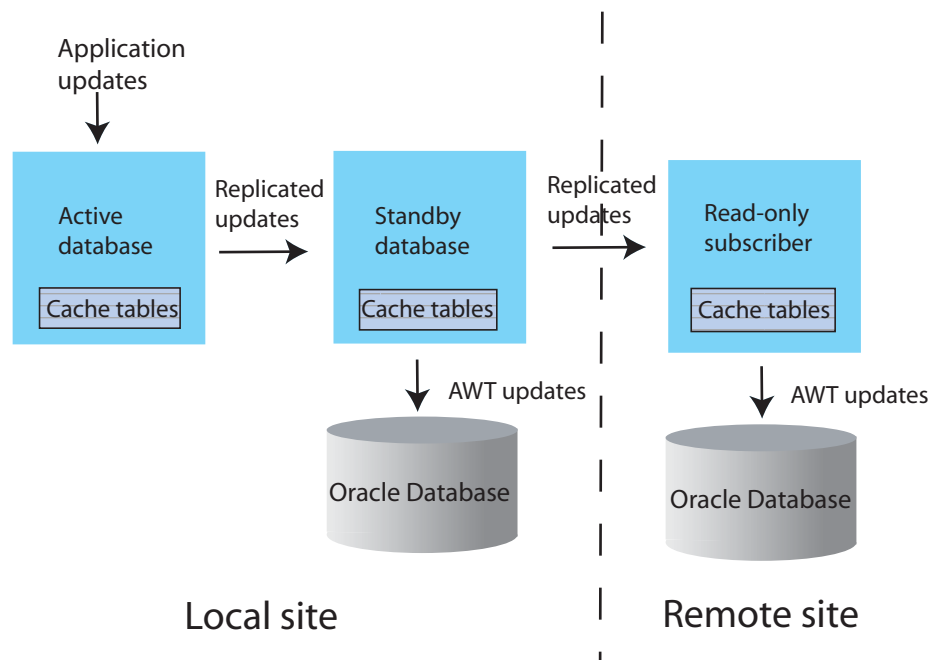 Application
updates
Active
database
Cache tables
Replicated
updates
Standby
database
Cache tables
Replicated
updates
Read-only
subscriber
Cache tables
AWT updates
AWT updates
Oracle Database
Oracle Database
Local site
Remote site